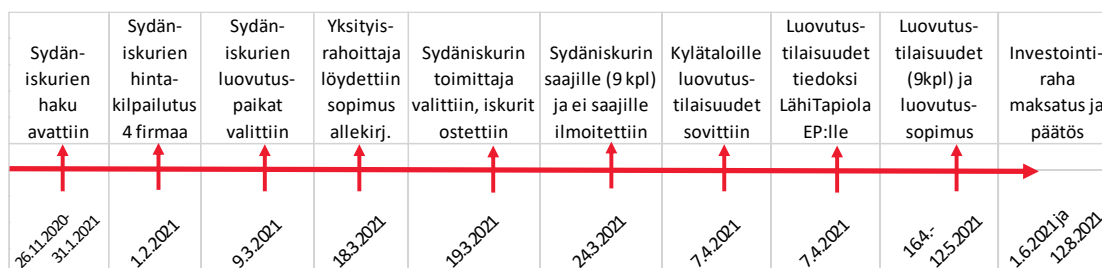 Sydän-
iskurien
haku
avattiin
Sydän-
iskurien
hinta-
kilpailutus
4 firmaa
Sydän-
iskurien
luovutus-
paikat
valittiin
Yksityis-
rahoittaja
löydettiin
sopimus
allekirj.
Sydäniskurin
toimittaja
valittiin, iskurit
ostettiin
Sydäniskurin
saajille (9 kpl)
ja ei saajille
ilmoitettiin
Kylätaloille
luovutus-
tilaisuudet
sovittiin
Luovutus-
tilaisuudet
tiedoksi
LähiTapiola
EP:lle
Luovutus-
tilaisuudet
(9kpl) ja
luovutus-
sopimus
Investointi-
raha
maksatus ja
päätös
26.11.2020-
31.1.2021
1.2.2021
9.3.2021
18.3.2021
19.3.2021
24.3.2021
7.4.2021
7.4.2021
16.4.-
12.5.2021
1.6.2021 ja
12.8.2021